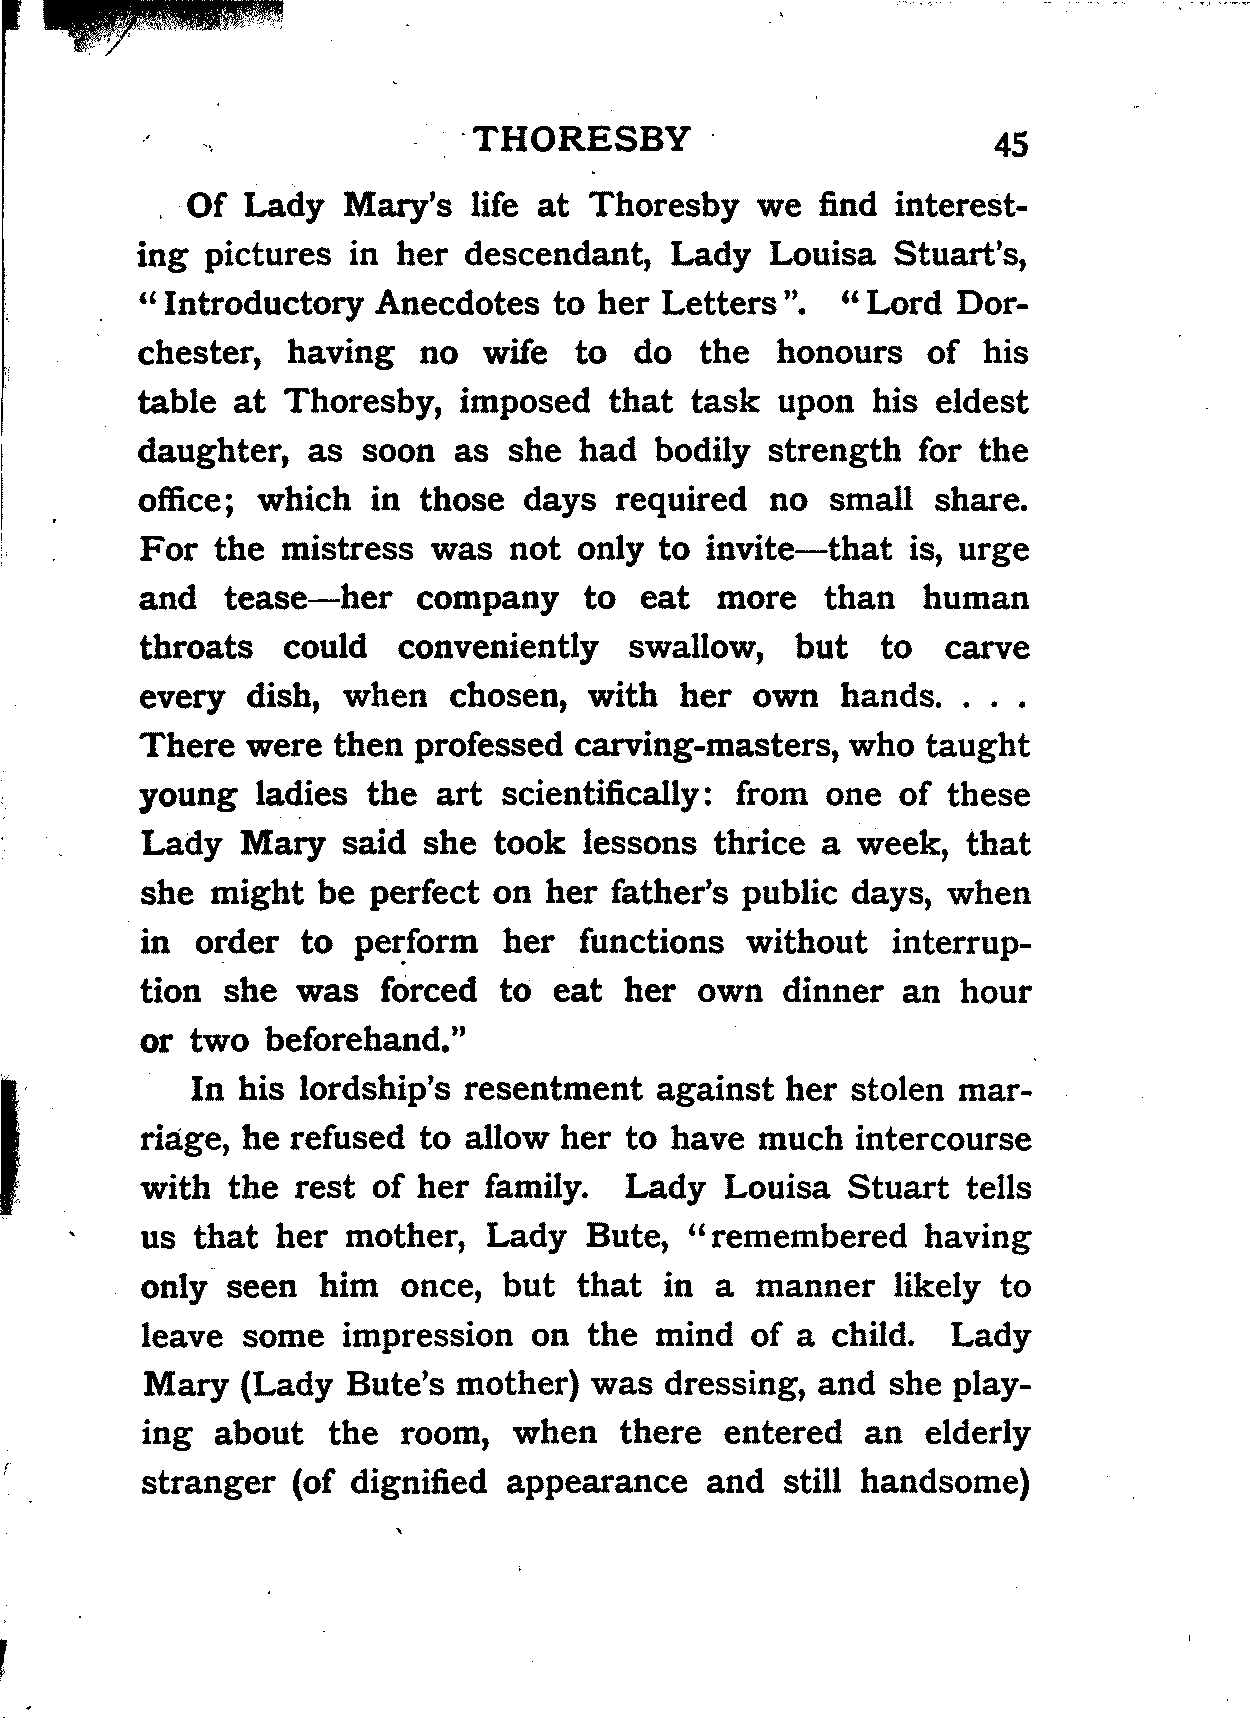 THORESBY 45
Of Lady Mary's life at Thoresby we find interest-
ing pictures in her descendant, Lady Louisa Stuart's,
"Introductory Anecdotes to her Letters". "Lord Dor-
chester, having no wife to do the honours of his
table at Thoresby, imposed that task upon his eldest
daughter, as soon as she had bodily strength for the
office; which in those days required no small share.
For the mistress was not only to invite—that is, urge
and tease—her company to eat more than human
throats could conveniently swallow, but to carve
every dish, when chosen, with her own hands. . . .
There were then professed carving-masters, who taught
young ladies the art scientifically: from one of these
Lady Mary said she took lessons thrice a week, that
she might be perfect on her father's public days, when
in order to perform her functions without interrup-
tion she was forced to eat her own dinner an hour
or two beforehand."
In his lordship's resentment against her stolen mar-
riage, he refused to allow her to have much intercourse
with the rest of her family. Lady Louisa Stuart tells
us that her mother, Lady Bute, "remembered having
only seen him once, but that in a manner likely to
leave some impression on the mind of a child. Lady
Mary (Lady Bute's mother) was dressing, and she play-
ing about the room, when there entered an elderly
stranger (of dignified appearance and still handsome)